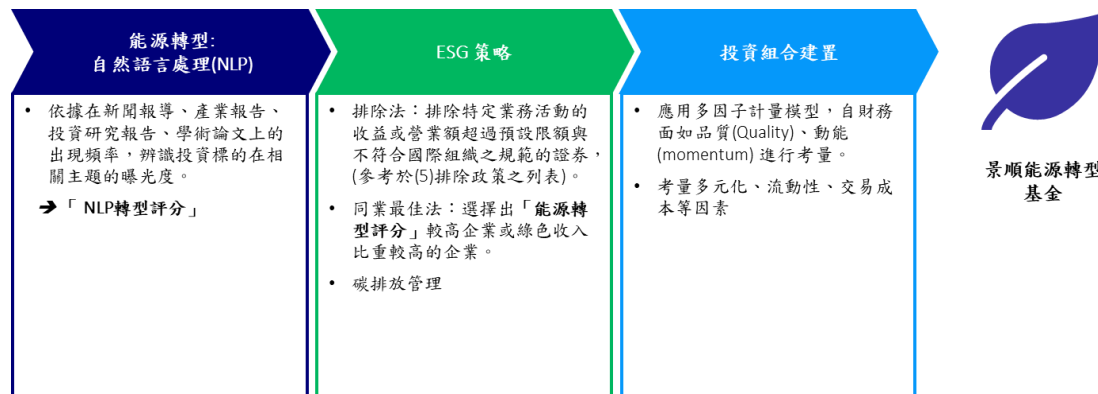 能源轉型:
自然語言處理(NLP)
• 依據在新聞報導、產業報告、
投資研究報告、學術論文上的
出現頻率，辨識投資標的在相
關主題的曝光度。
➔「 NLP轉型評分」
ESG 策略
• 排除法：排除特定業務活動的
收益或營業額超過預設限額與
不符合國際組織之規範的證券，
(參考於(5)排除政策之列表)。
• 同業最佳法：選擇出「能源轉
型評分」較高企業或綠色收入
比重較高的企業。
• 碳排放管理
投資組合建置
• 應用多因子計量模型，自財務
面如品質(Quality)、動能
(momentum) 進行考量。
• 考量多元化、流動性、交易成
本等因素
景順能源轉型
基金